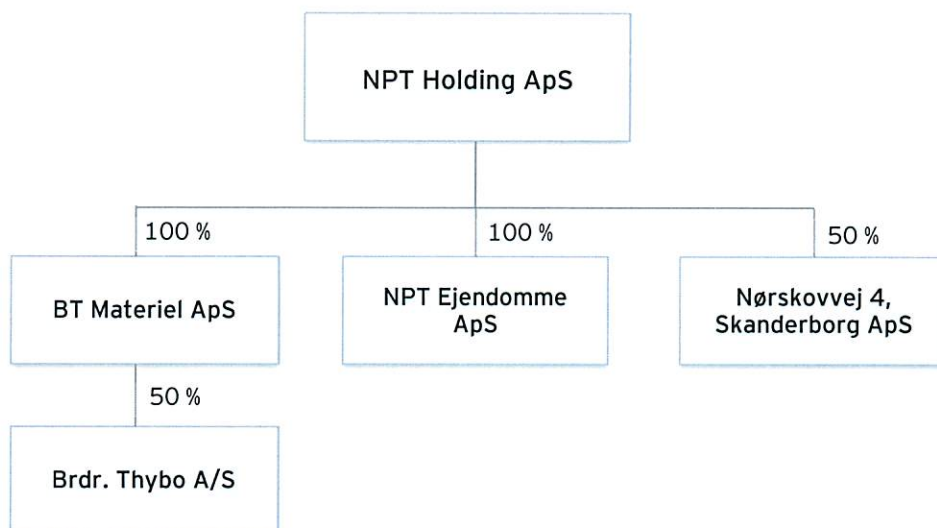 NPT Holding ApS
100 %
100 %
50 %
BT Materiel ApS
NPT Ejendomme
ApS
Nørskovvej 4,
Skanderborg ApS
50 %
Brdr. Thybo A/S